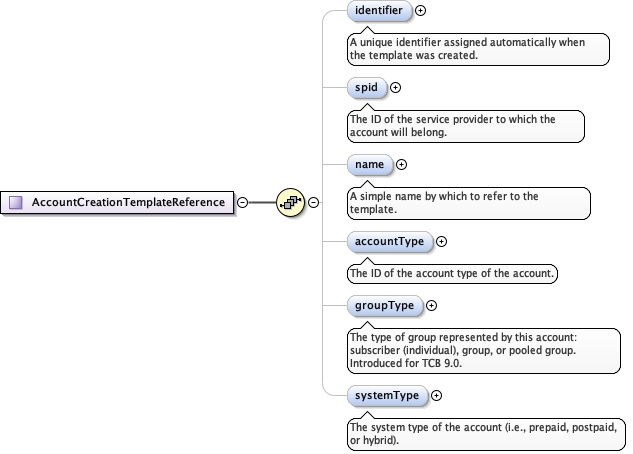 identifier
A unique identifier assigned automatically when
the template was created.
spid
The ID of the service provider to which the
account will belong.
name
A simple name by which to refer to the
template.
AccountCreationTemplateReference
accountType
The ID of the account type of the account.
groupType
The type of group represented by this account:
subscriber (individual), group, or pooled group.
Introduced for TCB 9.0.
systemType
The system type of the account (i.e., prepaid, postpaid,
or hybrid).